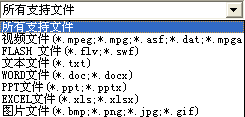 所有支持文件
所有支持文件
视频文件(*.mpeg;*.mpg;*.asf;*.dat;*.mpga
FLASH 文件(*.flv;*.swf)
文本文件(*.txt)
WORD文件(*.doc;*.docx)
PPT文件(*.ppt;*.pptx)
EXCEL文件(*.xls;*.xlsx)
图片文件(*.bmp;*.png;*.jpg;*.gif)